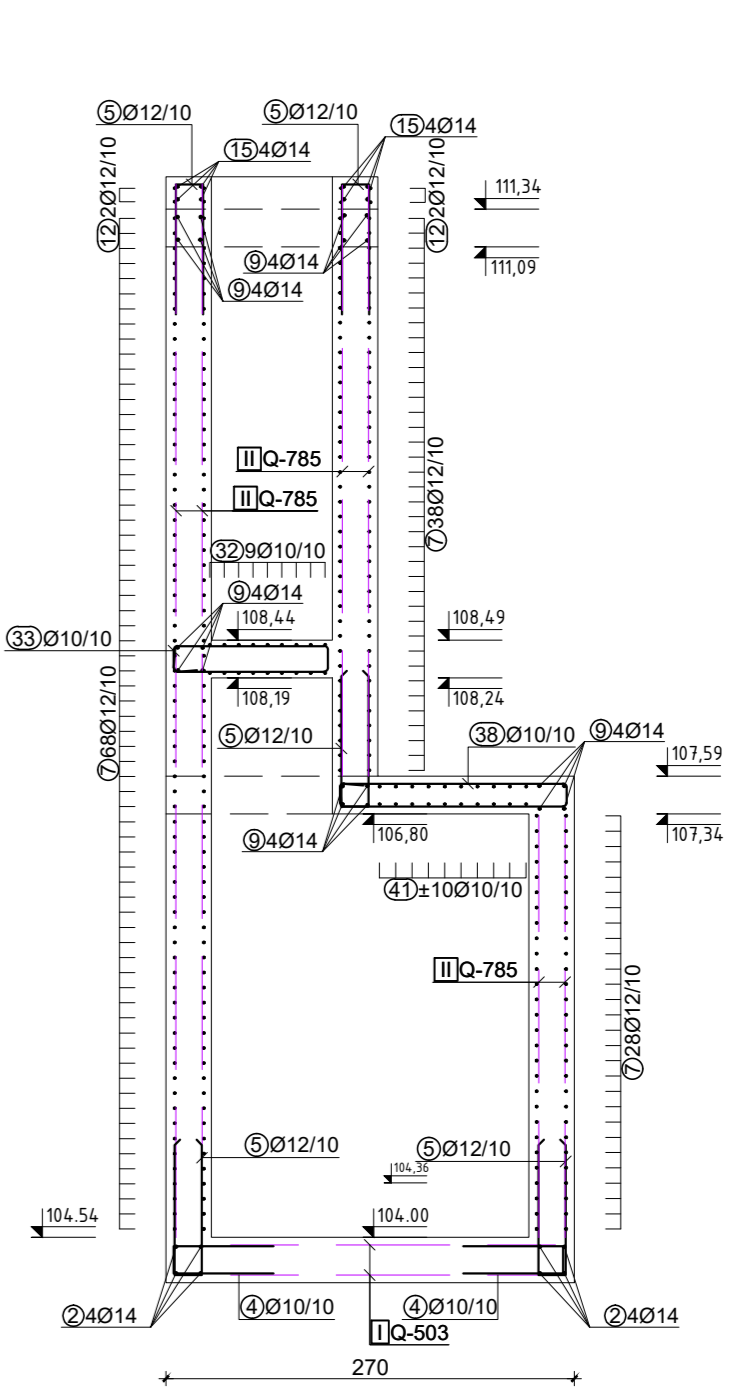 ⑤Ø12/10
⑤Ø12/10
⑮4Ø14
⑮4Ø14
⑫2Ø12/10
⑫2Ø12/10
111,34
⑨4Ø14
111,09
⑨4Ø14
II Q-785
⑦38Ø12/10
II Q-785
㉜9Ø10/10
⑨4Ø14
108,44
108,49
㉝Ø10/10
108,19
108,24
⑦68Ø12/10
⑤Ø12/10
㊳Ø10/10
⑨4Ø14
107,59
⑨4Ø14
106,80
107,34
㊶±10Ø10/10
II Q-785
⑦28Ø12/10
⑤Ø12/10
⑤Ø12/10
104,36
104.54
104.00
②4Ø14
④Ø10/10
④Ø10/10
②4Ø14
I Q-503
270